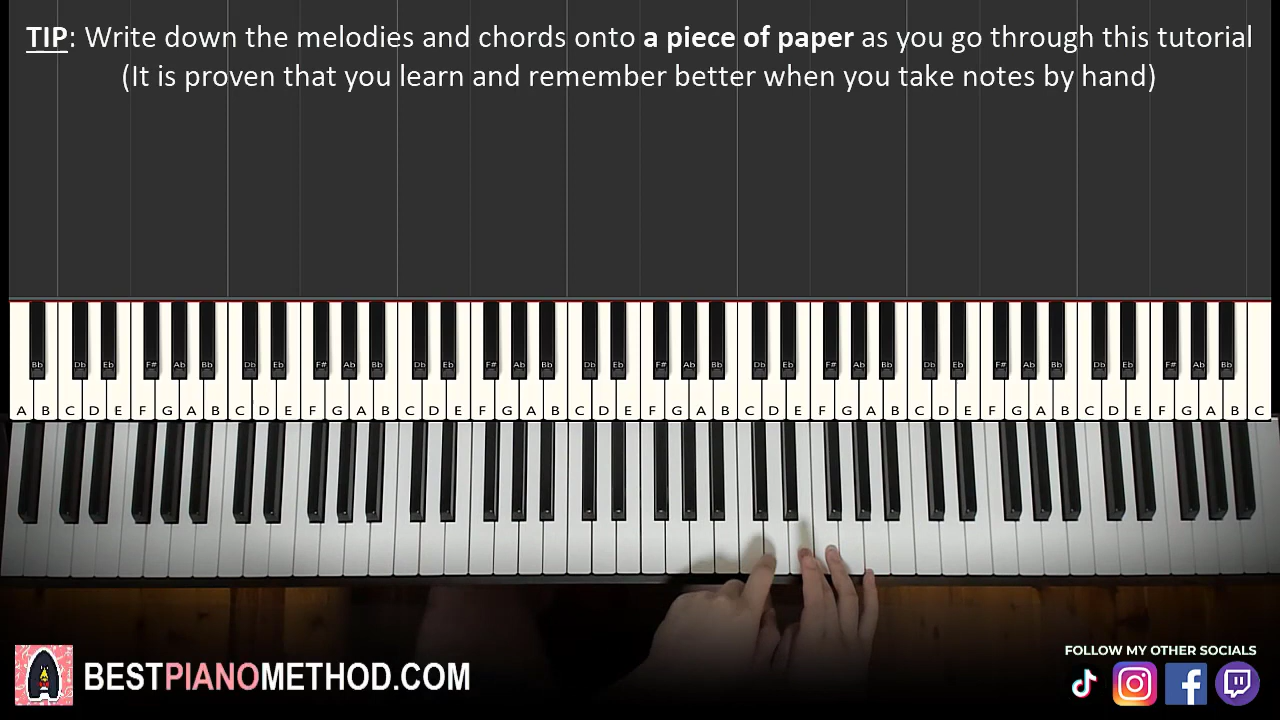 TIP: Write down the melodies and chords onto a piece of paper as you go through this tutorial
(It is proven that you learn and remember better when you take notes by hand)
Bb Db Eb F# Ab Bb Db Eb F# Ab Bb Db Eb F# Ab Bb Db Eb F# Ab Bb Db Eb F# Ab Bb Db Eb F# Ab Bb Db Eb F# Ab Bb
A B C D E F G A B C D E F G A B C D E F G A B C D E F G A B C D E F G A B C D E F G A B C D E F G A B C
BESTPIANOMETHOD.COM
FOLLOW MY OTHER SOCIALS